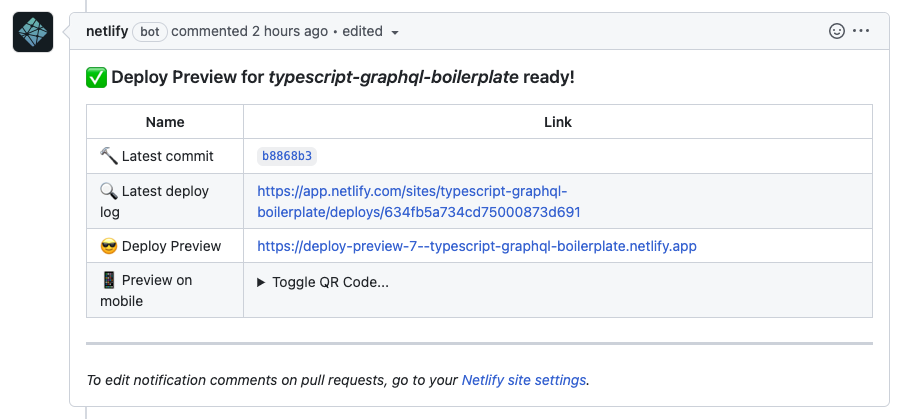 netlify bot commented 2 hours ago • edited
✅ Deploy Preview for typescript-graphql-boilerplate ready!
Name Link
🔨 Latest commit b8868b3
🔍 Latest deploy
log
https://app.netlify.com/sites/typescript-graphql-
boilerplate/deploys/634fb5a734cd75000873d691
😎 Deploy Preview https://deploy-preview-7--typescript-graphql-boilerplate.netlify.app
📱 Preview on
mobile
▶ Toggle QR Code...
To edit notification comments on pull requests, go to your Netlify site settings.